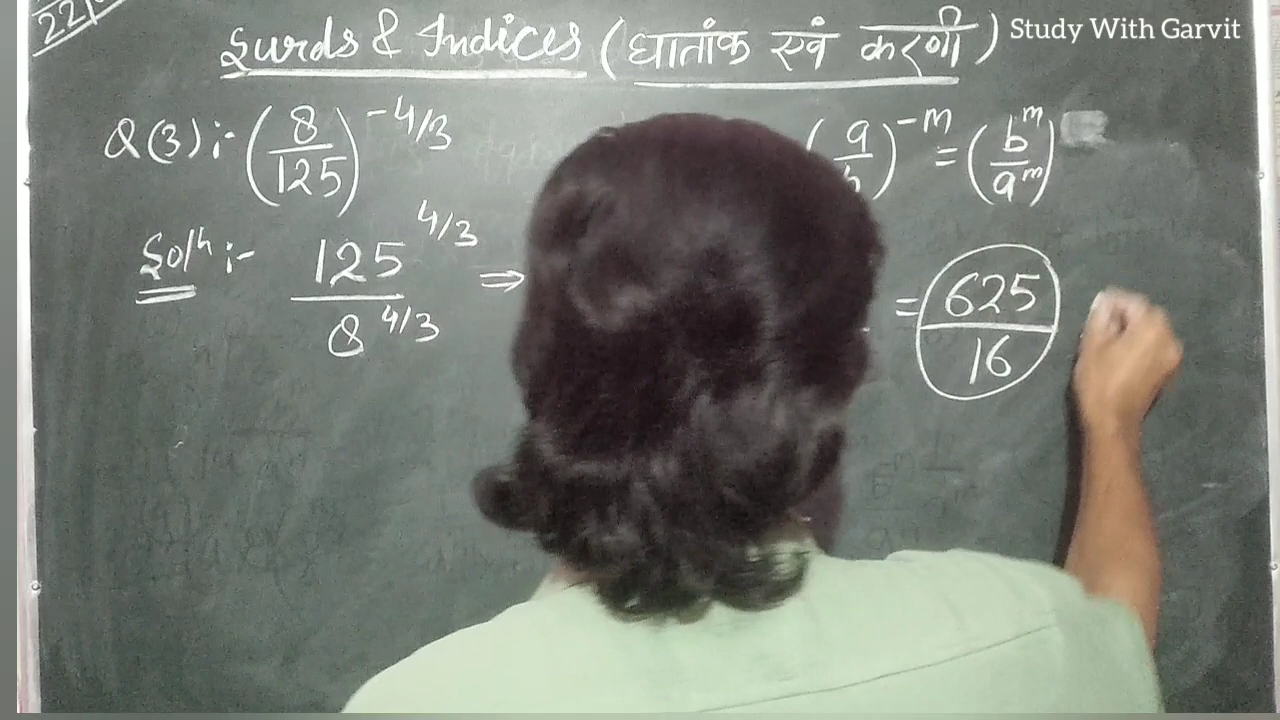 22
Surds & Indices (घातांक एवं करणी)
Study With Garvit
Q(3) :- (8/125)^-4/3
(a/b)^-m = (b^m/a^m)
Soln :- 125^4/3 / 8^4/3 ⇒
= 625/16